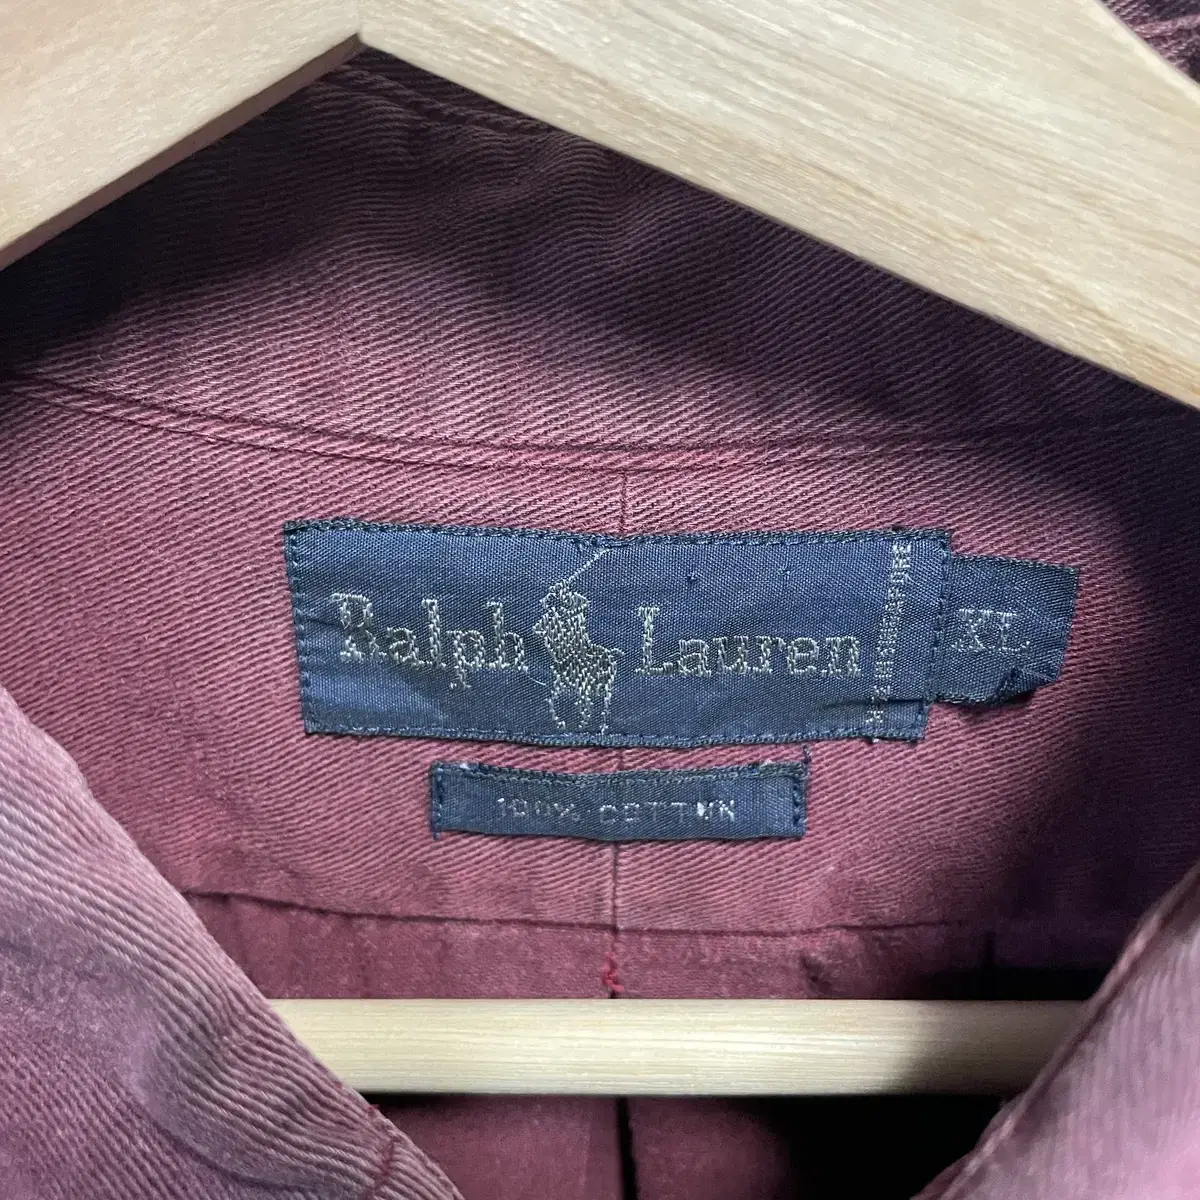 Ralph Lauren
XL
100% COTTON